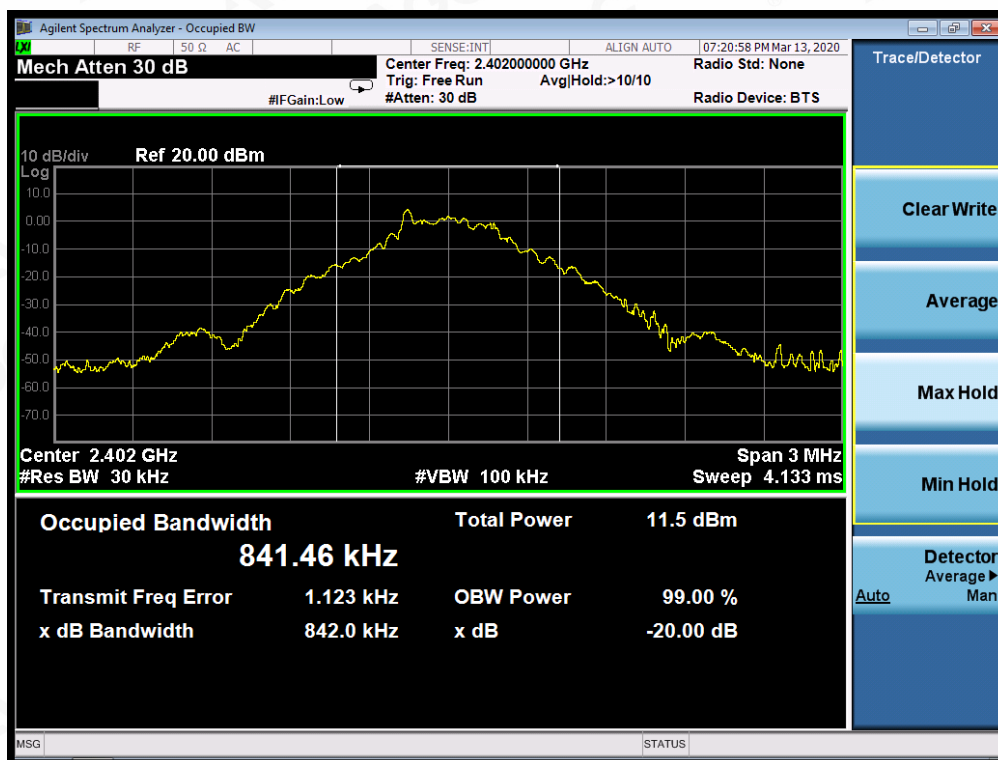 Agilent Spectrum Analyzer - Occupied BW
LXI RF 50 Ω AC SENSE:INT ALIGN AUTO 07:20:58 PM Mar 13, 2020
Mech Atten 30 dB
Center Freq: 2.402000000 GHz
Radio Std: None
Trig: Free Run Avg|Hold:>10/10
#IFGain:Low
#Atten: 30 dB
Radio Device: BTS
10 dB/div Ref 20.00 dBm
Log
10.0
0.00
-10.0
-20.0
-30.0
-40.0
-50.0
-60.0
-70.0
Center 2.402 GHz Span 3 MHz
#Res BW 30 kHz #VBW 100 kHz Sweep 4.133 ms
Occupied Bandwidth Total Power 11.5 dBm
841.46 kHz
Transmit Freq Error 1.123 kHz OBW Power 99.00 %
x dB Bandwidth 842.0 kHz x dB -20.00 dB
MSG STATUS
Trace/Detector
Clear Write
Average
Max Hold
Min Hold
Detector
Average▶
Auto Man